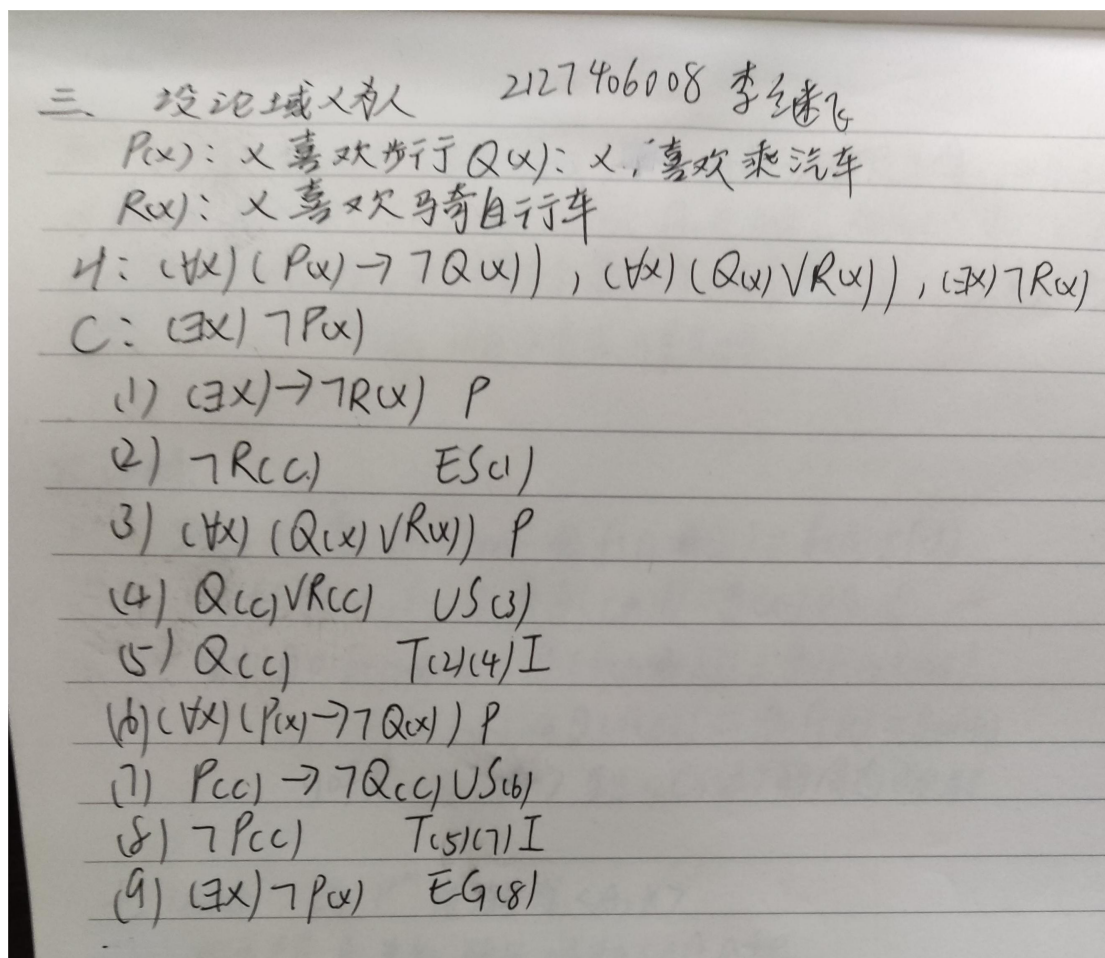 三、 设论域x为人 2127406008 李继飞
P(x): x喜欢步行 Q(x): x喜欢乘汽车
R(x): x喜欢骑自行车
H: (∀x)(P(x)→¬Q(x)), (∀x)(Q(x)∨R(x)), (∃x)¬R(x)
C: (∃x)¬P(x)
(1) (∃x)→¬R(x) P
(2) ¬R(c) ES(1)
3) (∀x)(Q(x)∨R(x)) P
(4) Q(c)∨R(c) US(3)
(5) Q(c) T(2)(4)I
(6) (∀x)(P(x)→¬Q(x)) P
(7) P(c)→¬Q(c) US(6)
(8) ¬P(c) T(5)(7)I
(9) (∃x)¬P(x) EG(8)